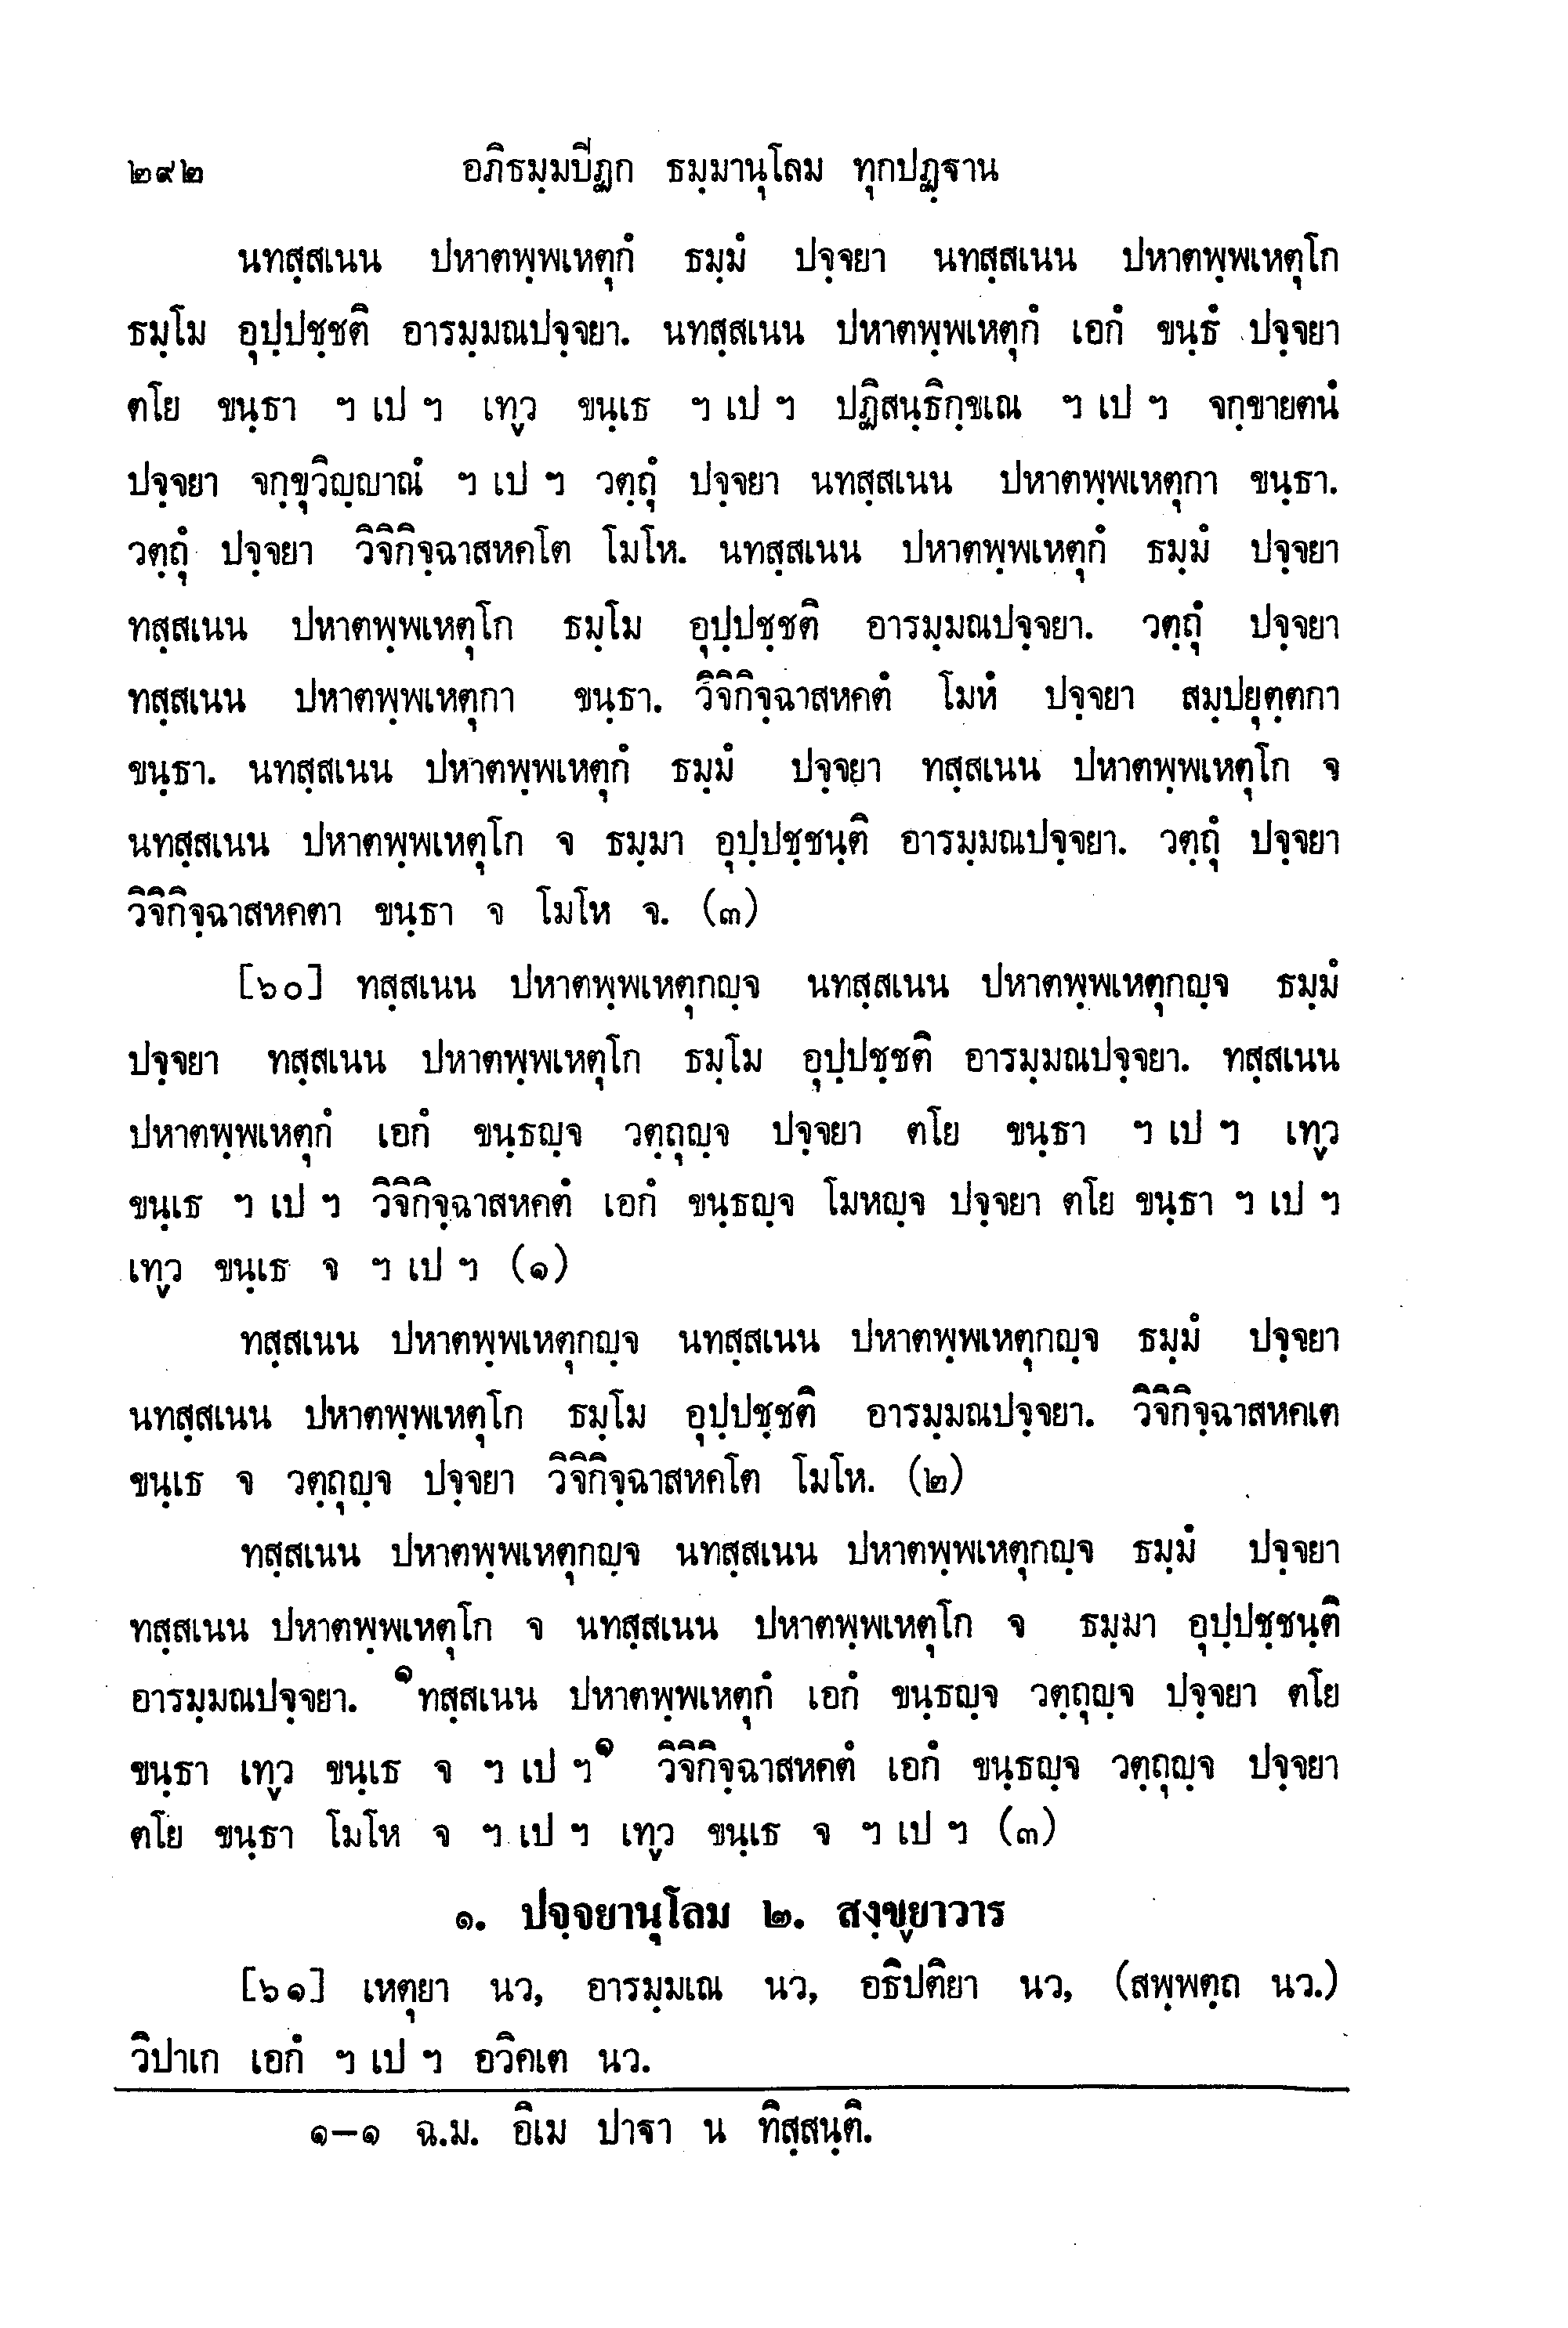 ๒๙๒ อภิธมฺมปิฏก ธมฺมานุโลม ทุกปฏฺฐาน
นทสฺสเนน ปหาตพฺพเหตุกํ ธมฺมํ ปจฺจยา นทสฺสเนน ปหาตพฺพเหตุโก
ธมฺโม อุปฺปชฺชติ อารมฺมณปจฺจยา. นทสฺสเนน ปหาตพฺพเหตุกํ เอกํ ขนฺธํ ปจฺจยา
ตโย ขนฺธา ฯ เป ฯ เทฺว ขนฺเธ ฯ เป ฯ ปฏิสนฺธิกฺขเณ ฯ เป ฯ จกฺขายตนํ
ปจฺจยา จกฺขุวิญฺญาณํ ฯ เป ฯ วตฺถุํ ปจฺจยา นทสฺสเนน ปหาตพฺพเหตุกา ขนฺธา.
วตฺถุํ ปจฺจยา วิจิกิจฺฉาสหคโต โมโห. นทสฺสเนน ปหาตพฺพเหตุกํ ธมฺมํ ปจฺจยา
ทสฺสเนน ปหาตพฺพเหตุโก ธมฺโม อุปฺปชฺชติ อารมฺมณปจฺจยา. วตฺถุํ ปจฺจยา
ทสฺสเนน ปหาตพฺพเหตุกา ขนฺธา. วิจิกิจฺฉาสหคตํ โมหํ ปจฺจยา สมฺปยุตฺตกา
ขนฺธา. นทสฺสเนน ปหาตพฺพเหตุกํ ธมฺมํ ปจฺจยา ทสฺสเนน ปหาตพฺพเหตุโก จ
นทสฺสเนน ปหาตพฺพเหตุโก จ ธมฺมา อุปฺปชฺชนฺติ อารมฺมณปจฺจยา. วตฺถุํ ปจฺจยา
วิจิกิจฺฉาสหคตา ขนฺธา จ โมโห จ. (๓)
[๖๐] ทสฺสเนน ปหาตพฺพเหตุกญฺจ นทสฺสเนน ปหาตพฺพเหตุกญฺจ ธมฺมํ
ปจฺจยา ทสฺสเนน ปหาตพฺพเหตุโก ธมฺโม อุปฺปชฺชติ อารมฺมณปจฺจยา. ทสฺสเนน
ปหาตพฺพเหตุกํ เอกํ ขนฺธญฺจ วตฺถุญฺจ ปจฺจยา ตโย ขนฺธา ฯ เป ฯ เทฺว
ขนฺเธ ฯ เป ฯ วิจิกิจฺฉาสหคตํ เอกํ ขนฺธญฺจ โมหญฺจ ปจฺจยา ตโย ขนฺธา ฯ เป ฯ
เทฺว ขนฺเธ จ ฯ เป ฯ (๑)
ทสฺสเนน ปหาตพฺพเหตุกญฺจ นทสฺสเนน ปหาตพฺพเหตุกญฺจ ธมฺมํ ปจฺจยา
นทสฺสเนน ปหาตพฺพเหตุโก ธมฺโม อุปฺปชฺชติ อารมฺมณปจฺจยา. วิจิกิจฺฉาสหคเต
ขนฺเธ จ วตฺถุญฺจ ปจฺจยา วิจิกิจฺฉาสหคโต โมโห. (๒)
ทสฺสเนน ปหาตพฺพเหตุกญฺจ นทสฺสเนน ปหาตพฺพเหตุกญฺจ ธมฺมํ ปจฺจยา
ทสฺสเนน ปหาตพฺพเหตุโก จ นทสฺสเนน ปหาตพฺพเหตุโก จ ธมฺมา อุปฺปชฺชนฺติ
อารมฺมณปจฺจยา. ๑ทสฺสเนน ปหาตพฺพเหตุกํ เอกํ ขนฺธญฺจ วตฺถุญฺจ ปจฺจยา ตโย
ขนฺธา เทฺว ขนฺเธ จ ฯ เป ฯ๑ วิจิกิจฺฉาสหคตํ เอกํ ขนฺธญฺจ วตฺถุญฺจ ปจฺจยา
ตโย ขนฺธา โมโห จ ฯ เป ฯ เทฺว ขนฺเธ จ ฯ เป ฯ (๓)
๑. ปจฺจยานุโลม ๒. สงฺขฺยาวาร
[๖๑] เหตุยา นว, อารมฺมเณ นว, อธิปติยา นว, (สพฺพตฺถ นว.)
วิปาเก เอกํ ฯ เป ฯ อวิคเต นว.
๑–๑ ฉ.ม. อิเม ปาฐา น ทิสฺสนฺติ.